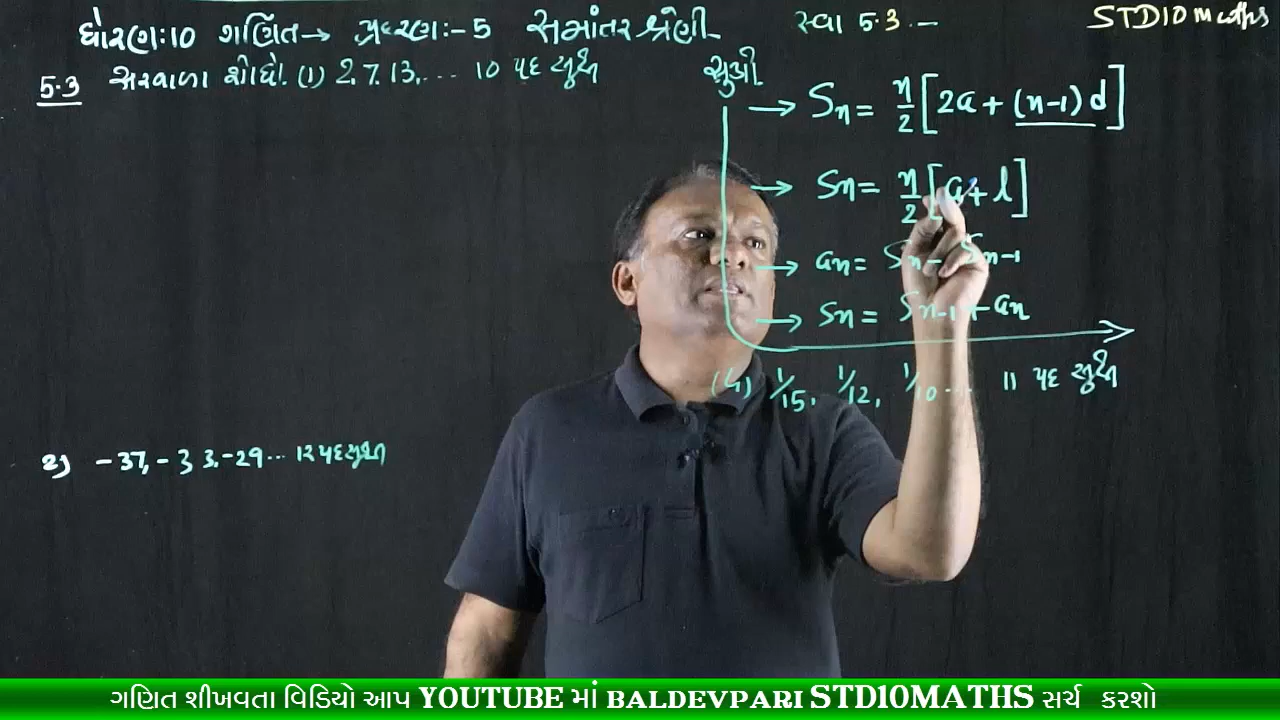 ધોરણ:10 ગણિત→ પ્રકરણ:-5 સમાંતર શ્રેણી સ્વા 5.3 :-
STD10 maths
5.3 સરવાળા શોધો. (1) 2, 7, 13, ... 10 પદ સુધી
સુત્રો
→ Sn = n/2 [2a + (n-1) d]
→ Sn = n/2 [a + l]
→ an = Sn - Sn-1
→ Sn = Sn-1 + an
(4) 1/15, 1/12, 1/10 ... 11 પદ સુધી
2) -37, -33, -29... 12 પદ સુધી
ગણિત શીખવતા વિડિયો આપ YOUTUBE માં BALDEVPARI STD10MATHS સર્ચ કરશો